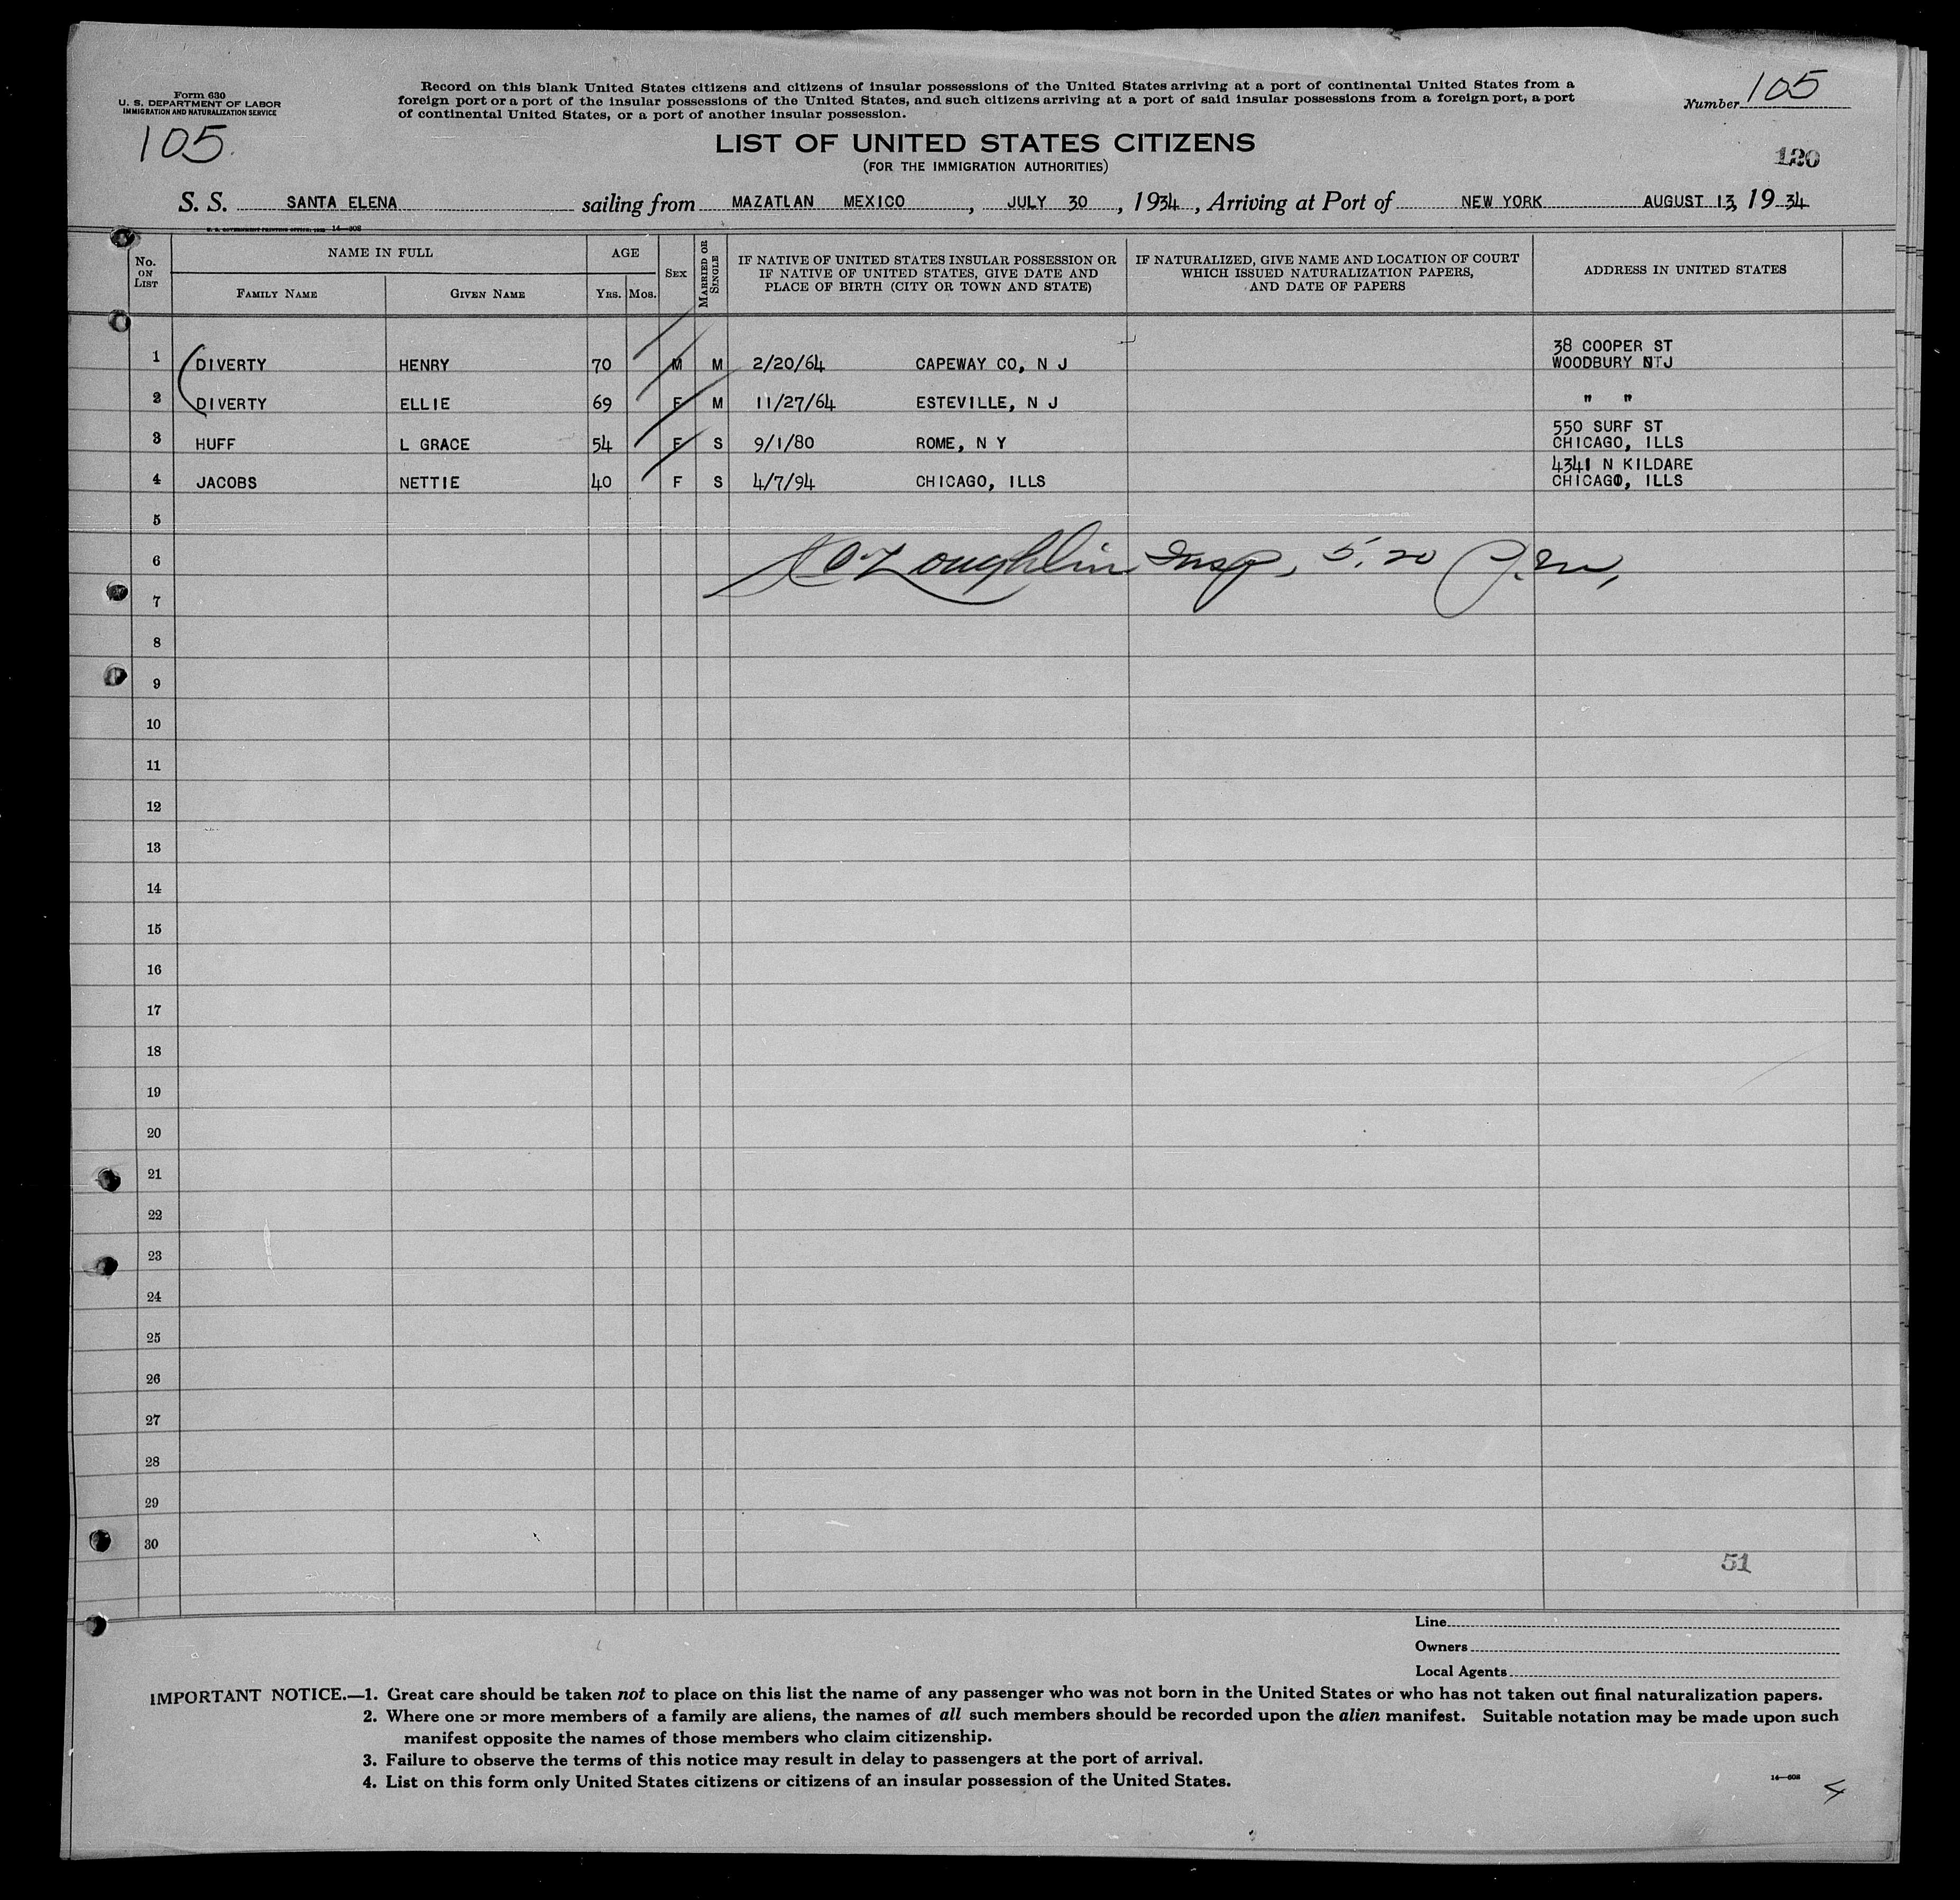 Form 630
U. S. DEPARTMENT OF LABOR
IMMIGRATION AND NATURALIZATION SERVICE
105.
Record on this blank United States citizens and citizens of insular possessions of the United States arriving at a port of continental United States from a
foreign port or a port of the insular possessions of the United States, and such citizens arriving at a port of said insular possessions from a foreign port, a port
of continental United States, or a port of another insular possession.
Number 105
LIST OF UNITED STATES CITIZENS
(FOR THE IMMIGRATION AUTHORITIES)
120
S. S. SANTA ELENA sailing from MAZATLAN MEXICO, JULY 30, 1934, Arriving at Port of NEW YORK AUGUST 13, 1934
U. S. GOVERNMENT PRINTING OFFICE: 14—608
No. ON LIST
NAME IN FULL
FAMILY NAME
GIVEN NAME
AGE
YRS. MOS.
SEX
MARRIED OR SINGLE
IF NATIVE OF UNITED STATES INSULAR POSSESSION OR
IF NATIVE OF UNITED STATES, GIVE DATE AND
PLACE OF BIRTH (CITY OR TOWN AND STATE)
IF NATURALIZED, GIVE NAME AND LOCATION OF COURT
WHICH ISSUED NATURALIZATION PAPERS,
AND DATE OF PAPERS
ADDRESS IN UNITED STATES
38 COOPER ST
1 DIVERTY HENRY 70 M M 2/20/64 CAPEWAY CO, N J WOODBURY N J
2 DIVERTY ELLIE 69 F M 11/27/64 ESTEVILLE, N J " "
550 SURF ST
3 HUFF L GRACE 54 F S 9/1/80 ROME, N Y CHICAGO, ILLS
4341 N KILDARE
4 JACOBS NETTIE 40 F S 4/7/94 CHICAGO, ILLS CHICAGO, ILLS
5
6 McLoughlin Insp, 5.20 P.M.,
7
8
9
10
11
12
13
14
15
16
17
18
19
20
21
22
23
24
25
26
27
28
29
30
51
Line
Owners
Local Agents
IMPORTANT NOTICE.—1. Great care should be taken not to place on this list the name of any passenger who was not born in the United States or who has not taken out final naturalization papers.
2. Where one or more members of a family are aliens, the names of all such members should be recorded upon the alien manifest. Suitable notation may be made upon such
manifest opposite the names of those members who claim citizenship.
3. Failure to observe the terms of this notice may result in delay to passengers at the port of arrival.
4. List on this form only United States citizens or citizens of an insular possession of the United States.
14—608
4